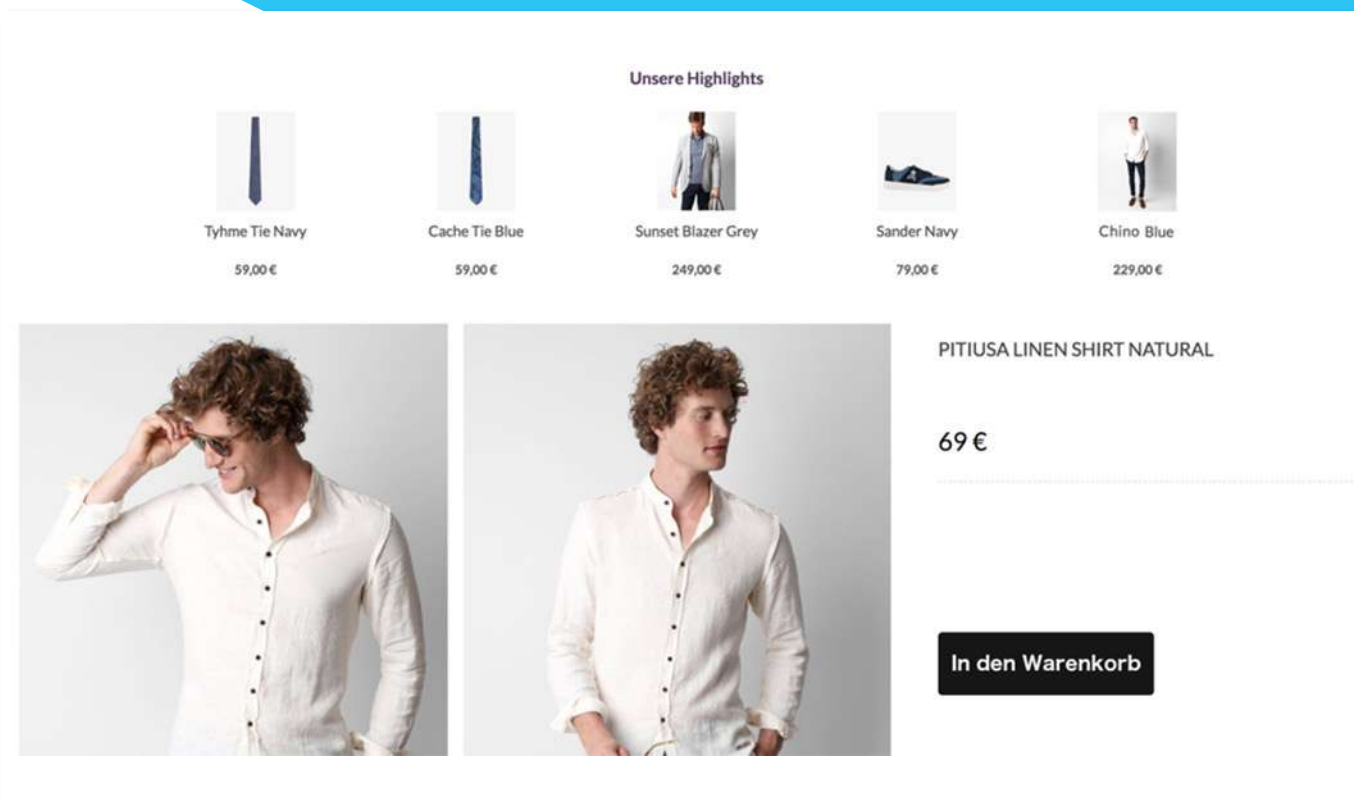 Unsere Highlights
Tyhme Tie Navy
Cache Tie Blue
Sunset Blazer Grey
Sander Navy
Chino Blue
59,00 €
59,00 €
249,00 €
79,00 €
229,00 €
PITIUSA LINEN SHIRT NATURAL
69 €
In den Warenkorb